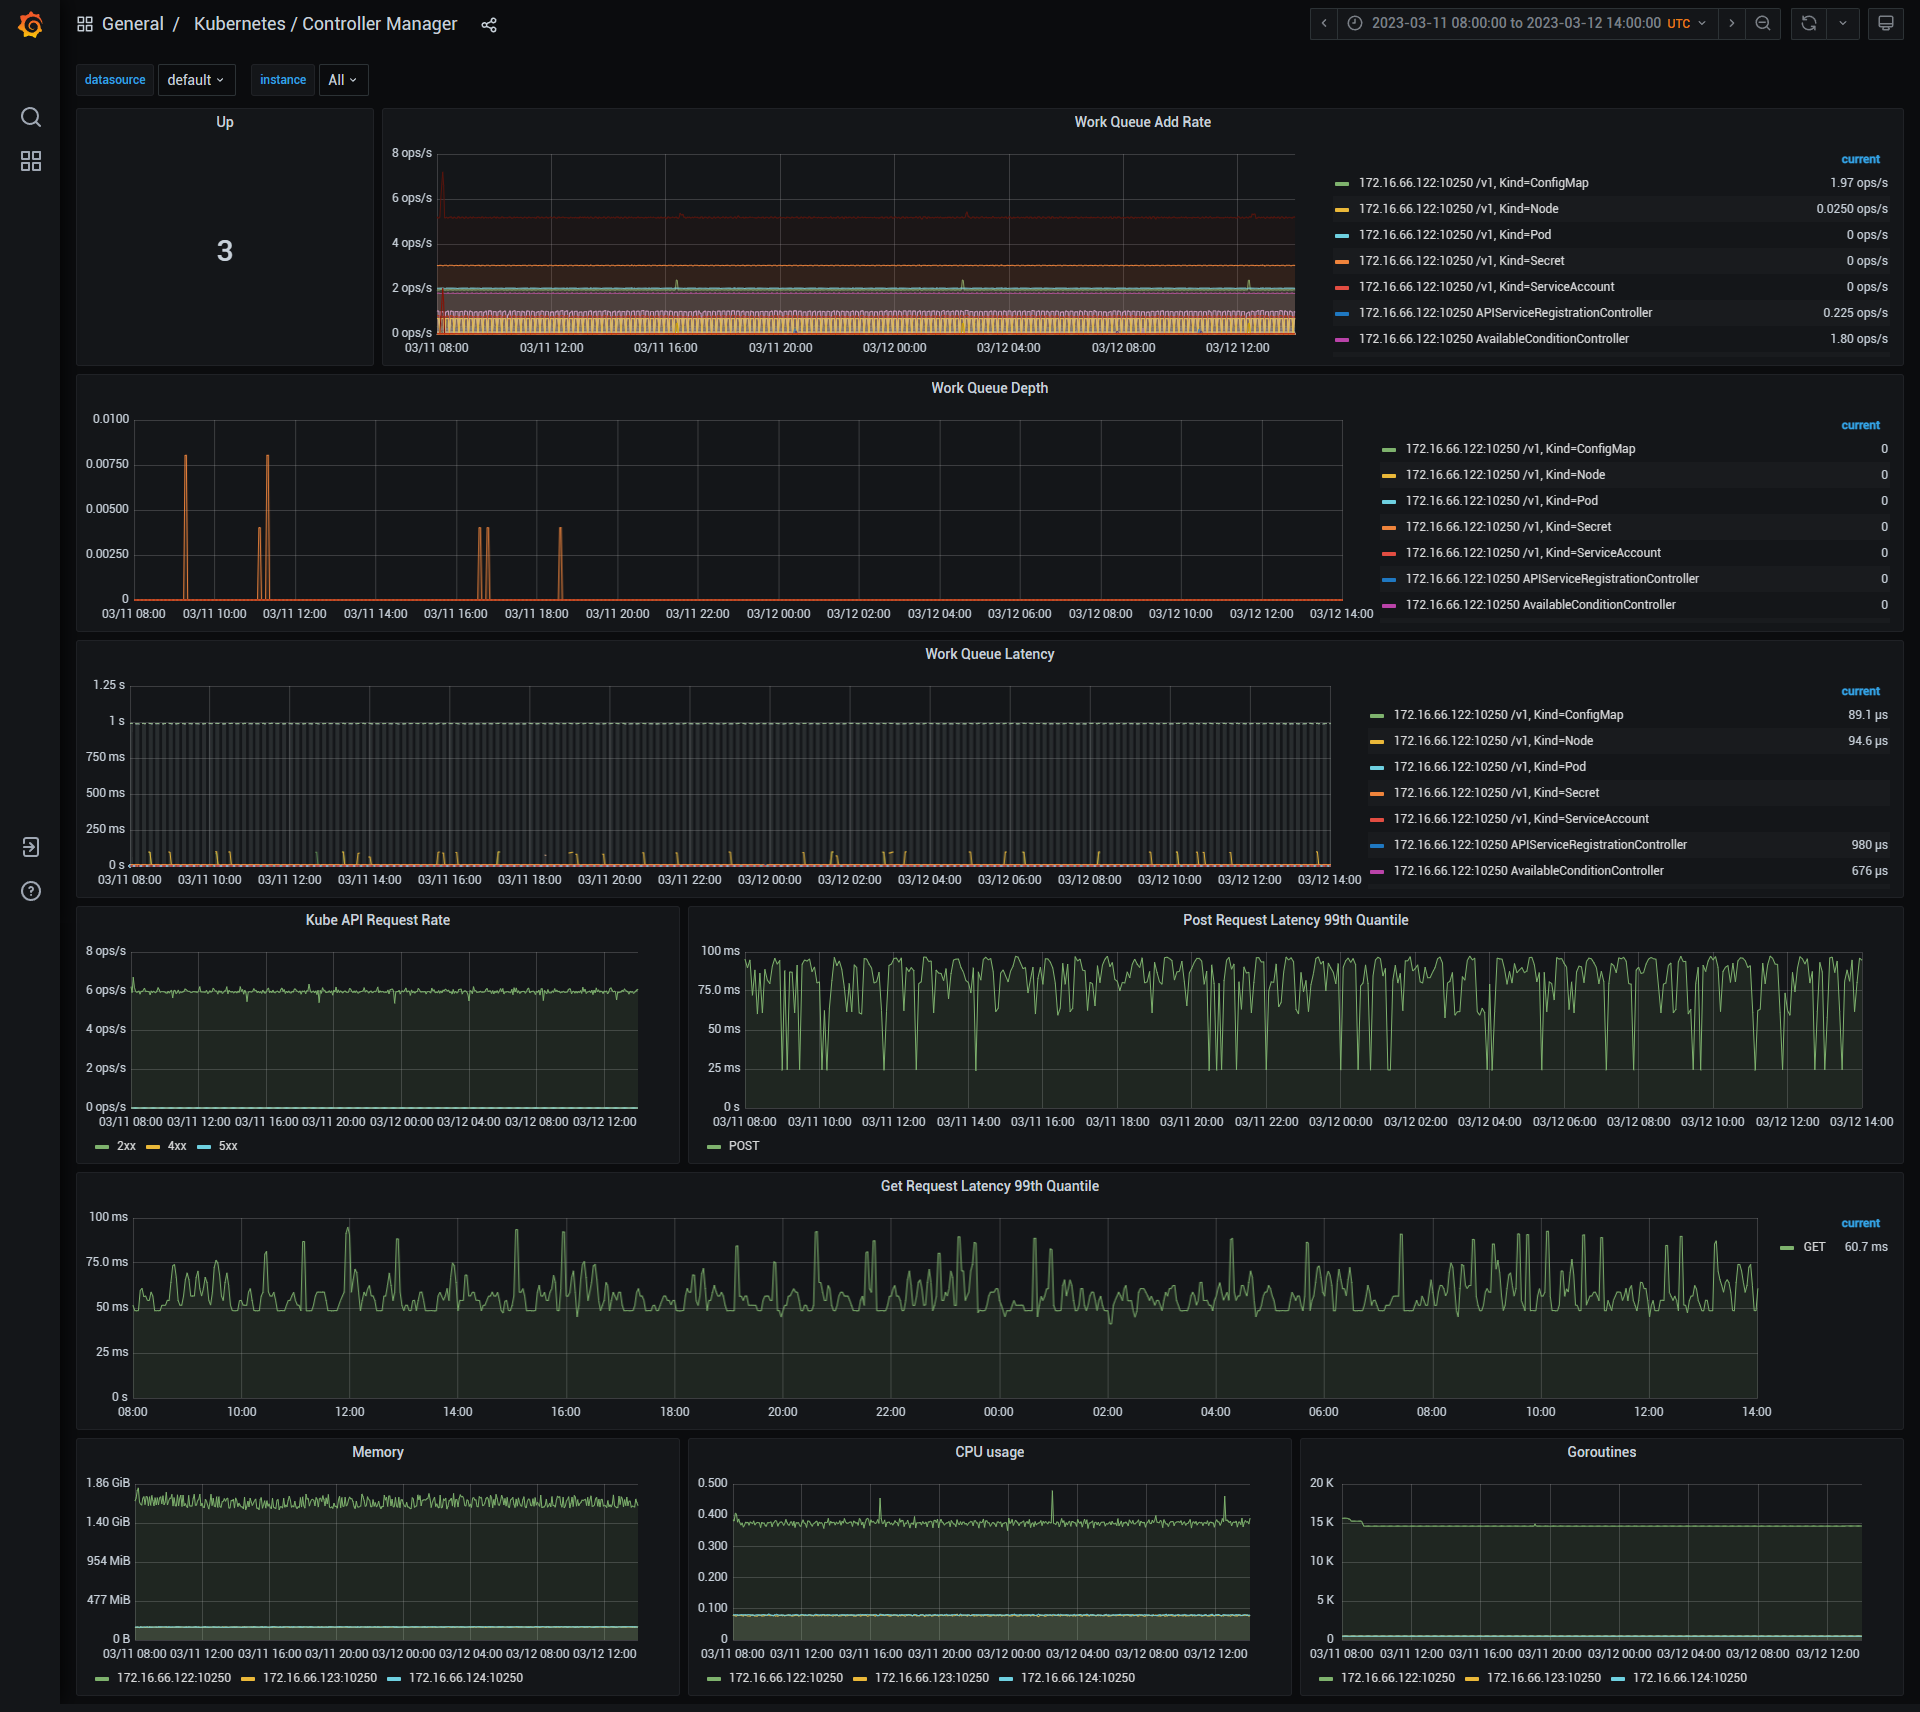 General / Kubernetes / Controller Manager
2023-03-11 08:00:00 to 2023-03-12 14:00:00 UTC
datasource default instance All
Up
3
Work Queue Add Rate
8 ops/s
6 ops/s
4 ops/s
2 ops/s
0 ops/s
03/11 08:00 03/11 12:00 03/11 16:00 03/11 20:00 03/12 00:00 03/12 04:00 03/12 08:00 03/12 12:00
current
172.16.66.122:10250 /v1, Kind=ConfigMap 1.97 ops/s
172.16.66.122:10250 /v1, Kind=Node 0.0250 ops/s
172.16.66.122:10250 /v1, Kind=Pod 0 ops/s
172.16.66.122:10250 /v1, Kind=Secret 0 ops/s
172.16.66.122:10250 /v1, Kind=ServiceAccount 0 ops/s
172.16.66.122:10250 APIServiceRegistrationController 0.225 ops/s
172.16.66.122:10250 AvailableConditionController 1.80 ops/s
Work Queue Depth
0.0100
0.00750
0.00500
0.00250
0
03/11 08:00 03/11 10:00 03/11 12:00 03/11 14:00 03/11 16:00 03/11 18:00 03/11 20:00 03/11 22:00 03/12 00:00 03/12 02:00 03/12 04:00 03/12 06:00 03/12 08:00 03/12 10:00 03/12 12:00 03/12 14:00
current
172.16.66.122:10250 /v1, Kind=ConfigMap 0
172.16.66.122:10250 /v1, Kind=Node 0
172.16.66.122:10250 /v1, Kind=Pod 0
172.16.66.122:10250 /v1, Kind=Secret 0
172.16.66.122:10250 /v1, Kind=ServiceAccount 0
172.16.66.122:10250 APIServiceRegistrationController 0
172.16.66.122:10250 AvailableConditionController 0
Work Queue Latency
1.25 s
1 s
750 ms
500 ms
250 ms
0 s
03/11 08:00 03/11 10:00 03/11 12:00 03/11 14:00 03/11 16:00 03/11 18:00 03/11 20:00 03/11 22:00 03/12 00:00 03/12 02:00 03/12 04:00 03/12 06:00 03/12 08:00 03/12 10:00 03/12 12:00 03/12 14:00
current
172.16.66.122:10250 /v1, Kind=ConfigMap 89.1 µs
172.16.66.122:10250 /v1, Kind=Node 94.6 µs
172.16.66.122:10250 /v1, Kind=Pod
172.16.66.122:10250 /v1, Kind=Secret
172.16.66.122:10250 /v1, Kind=ServiceAccount
172.16.66.122:10250 APIServiceRegistrationController 980 µs
172.16.66.122:10250 AvailableConditionController 676 µs
Kube API Request Rate
8 ops/s
6 ops/s
4 ops/s
2 ops/s
0 ops/s
03/11 08:00 03/11 12:00 03/11 16:00 03/11 20:00 03/12 00:00 03/12 04:00 03/12 08:00 03/12 12:00
2xx 4xx 5xx
Post Request Latency 99th Quantile
100 ms
75.0 ms
50 ms
25 ms
0 s
03/11 08:00 03/11 10:00 03/11 12:00 03/11 14:00 03/11 16:00 03/11 18:00 03/11 20:00 03/11 22:00 03/12 00:00 03/12 02:00 03/12 04:00 03/12 06:00 03/12 08:00 03/12 10:00 03/12 12:00 03/12 14:00
POST
Get Request Latency 99th Quantile
100 ms
75.0 ms
50 ms
25 ms
0 s
08:00 10:00 12:00 14:00 16:00 18:00 20:00 22:00 00:00 02:00 04:00 06:00 08:00 10:00 12:00 14:00
current
GET 60.7 ms
Memory
1.86 GiB
1.40 GiB
954 MiB
477 MiB
0 B
03/11 08:00 03/11 12:00 03/11 16:00 03/11 20:00 03/12 00:00 03/12 04:00 03/12 08:00 03/12 12:00
172.16.66.122:10250 172.16.66.123:10250 172.16.66.124:10250
CPU usage
0.500
0.400
0.300
0.200
0.100
0
03/11 08:00 03/11 12:00 03/11 16:00 03/11 20:00 03/12 00:00 03/12 04:00 03/12 08:00 03/12 12:00
172.16.66.122:10250 172.16.66.123:10250 172.16.66.124:10250
Goroutines
20 K
15 K
10 K
5 K
0
03/11 08:00 03/11 12:00 03/11 16:00 03/11 20:00 03/12 00:00 03/12 04:00 03/12 08:00 03/12 12:00
172.16.66.122:10250 172.16.66.123:10250 172.16.66.124:10250